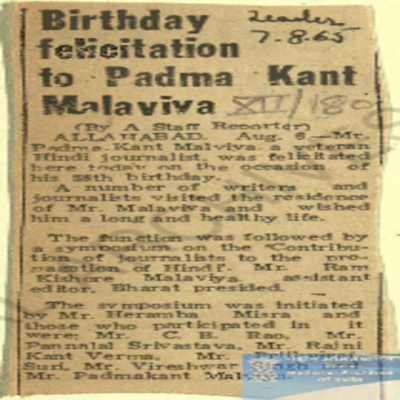 Birthday
felicitation
to Padma Kant
Malaviva
Leader
7-8-65
XII/180
(By A Staff Reporter)
ALLAHABAD, Aug. 6.—Mr.
Padma Kant Malviya a veteran
Hindi journalist, was felicitated
here today on the occasion of
his 58th birthday.
A number of writers and
journalists visited the residence
of Mr. Malaviya and wished
him a long and healthy life.
The function was followed by
a symposium on the 'Contribu-
tion of journalists to the pro-
pagation of Hindi'. Mr. Ram
Kishore Malaviya, assistant
editor, Bharat presided.
The symposium was initiated
by Mr. Heramba Misra and
those who participated in it
were: Mr. C. B. Rao, Mr.
Pannalal Srivastava, Mr. Rajni
Kant Verma, Mr.
Suri, Mr. Vireshwar
Mr. Padmakant
of India